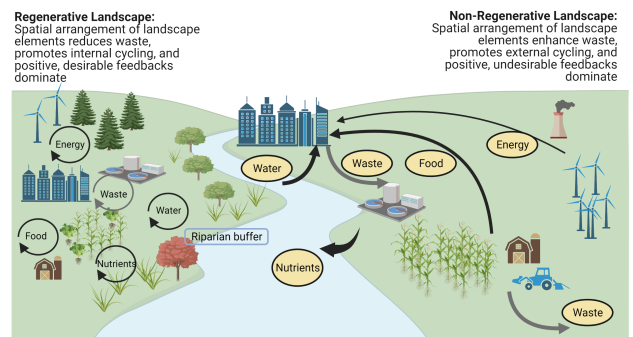 Regenerative Landscape:
Spatial arrangement of landscape
elements reduces waste,
promotes internal cycling, and
positive, desirable feedbacks
dominate
Non-Regenerative Landscape:
Spatial arrangement of landscape
elements enhance waste,
promotes external cycling, and
positive, undesirable feedbacks
dominate
Energy
Waste
Water
Food
Nutrients
Riparian buffer
Water
Waste
Food
Energy
Nutrients
Waste